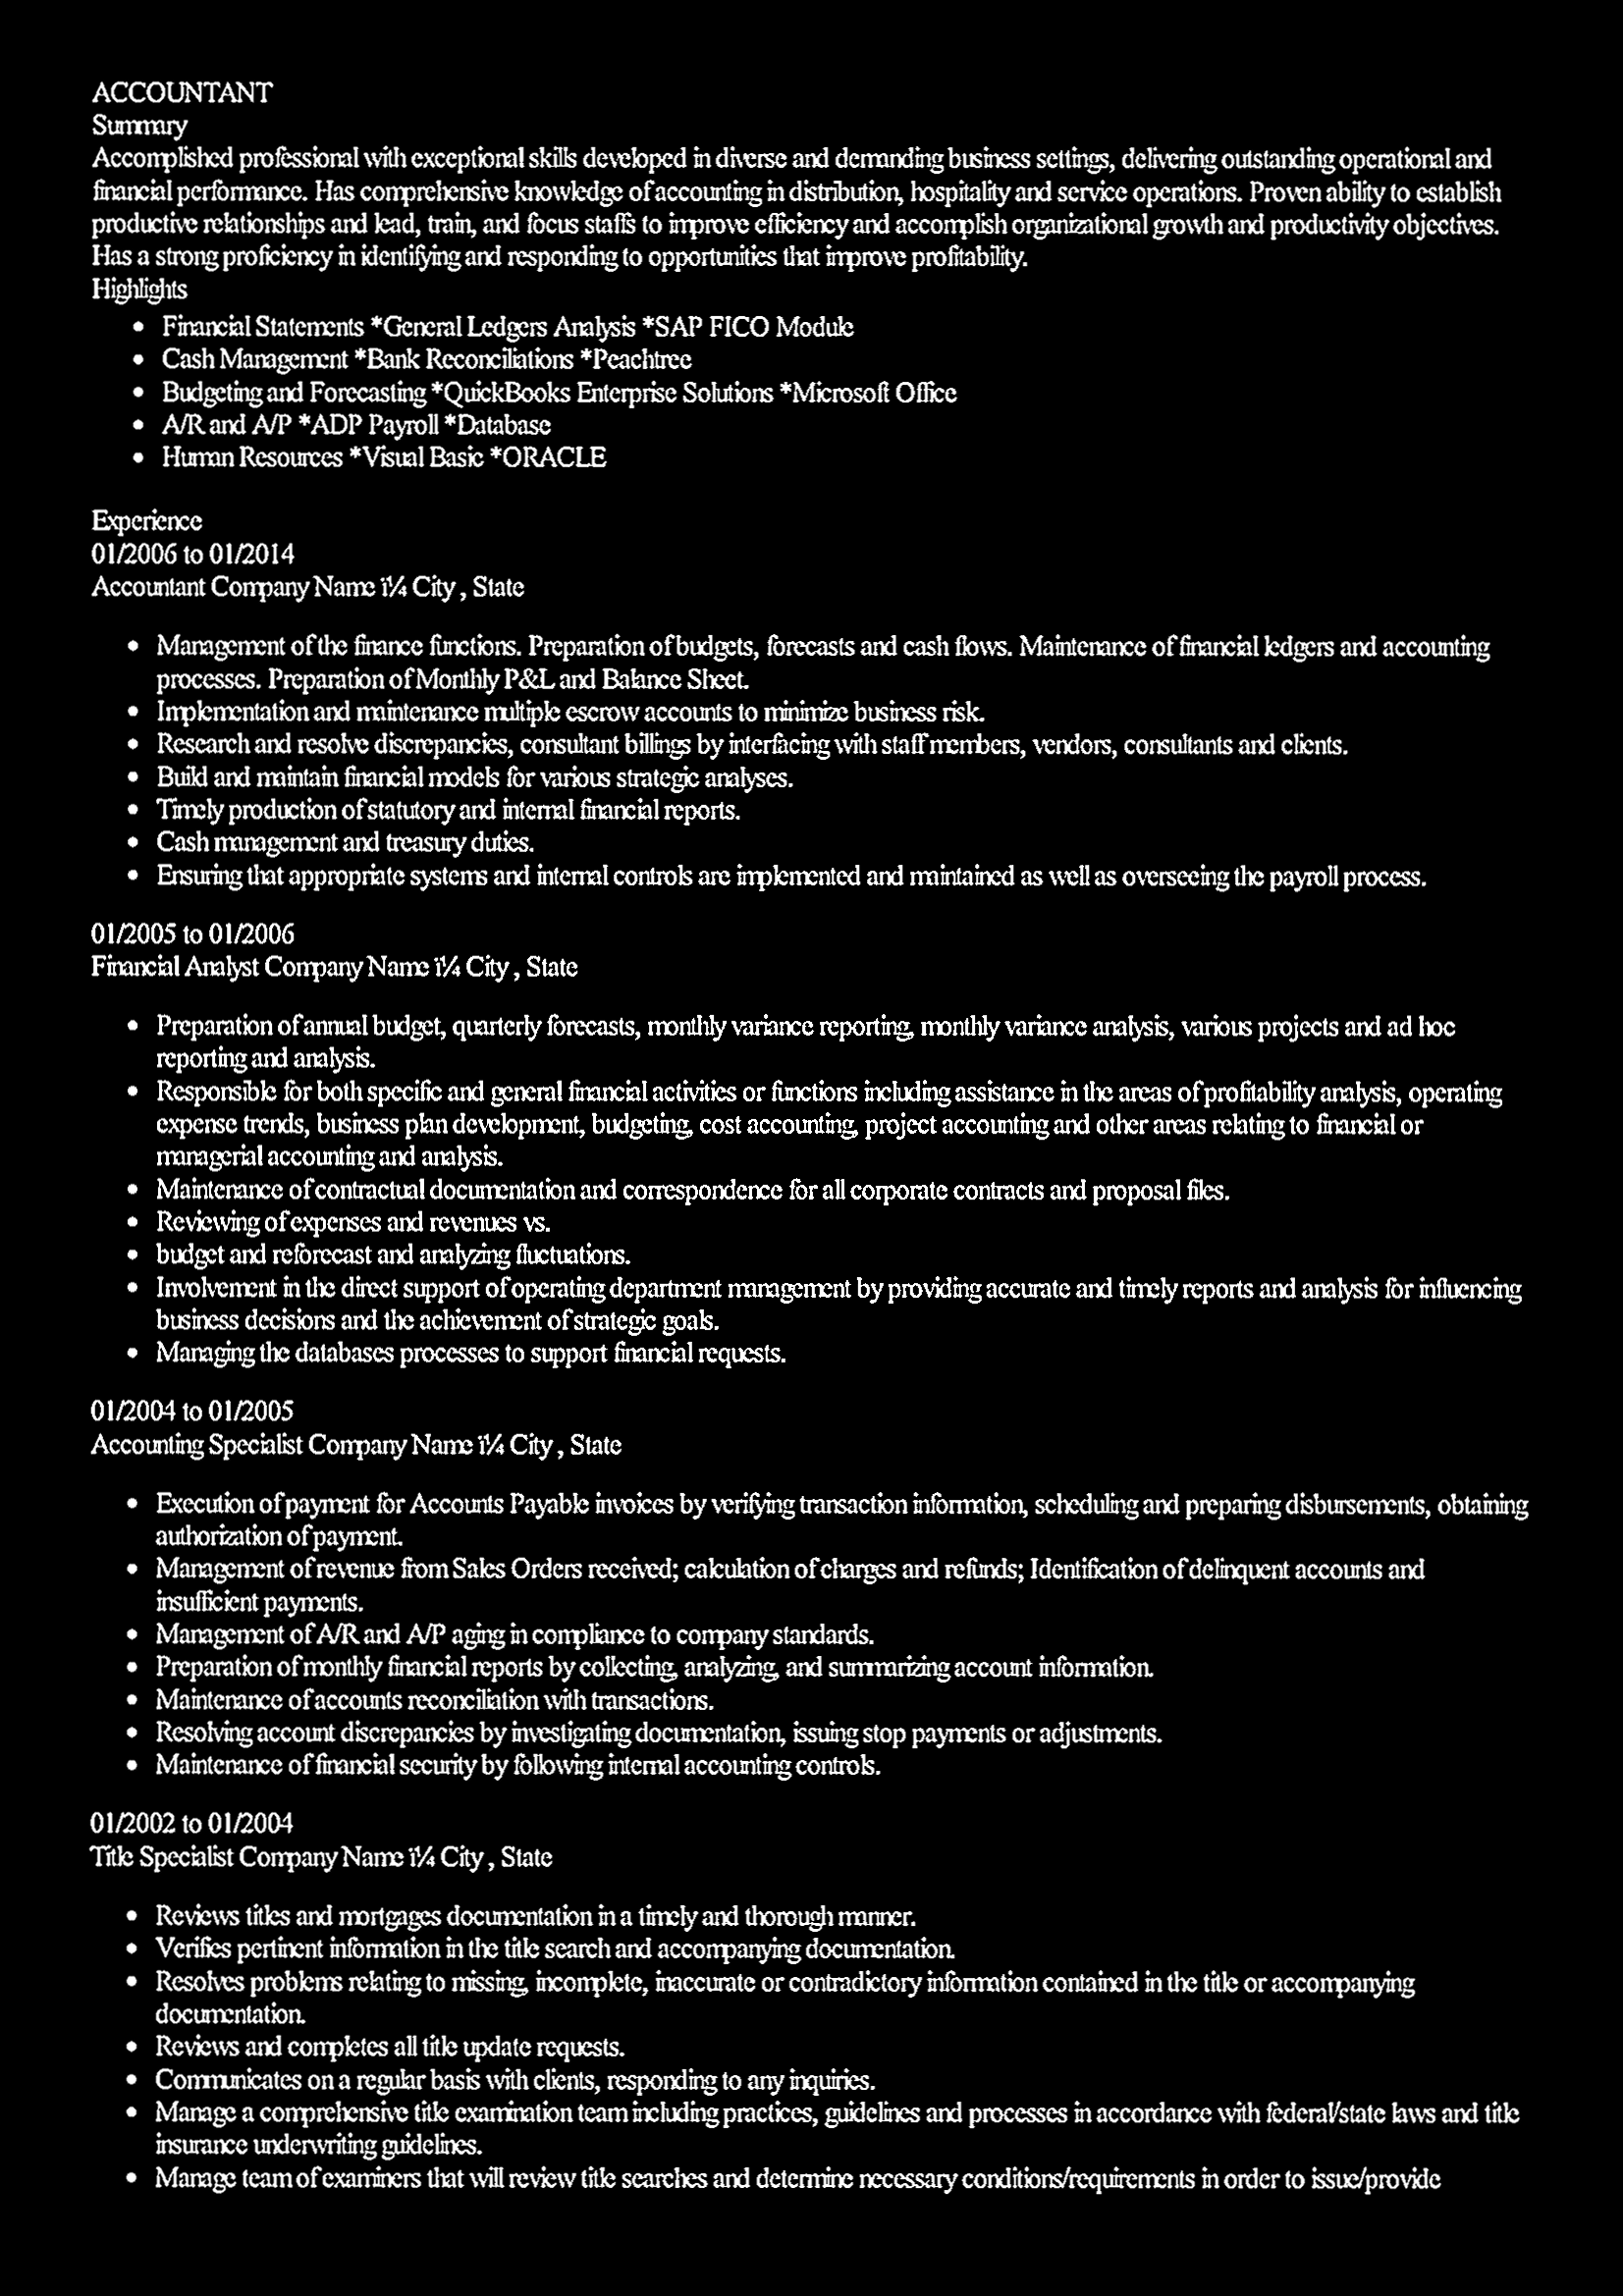 ACCOUNTANT
Summary
Accomplished professional with exceptional skills developed in diverse and demanding business settings, delivering outstanding operational and
financial performance. Has comprehensive knowledge of accounting in distribution, hospitality and service operations. Proven ability to establish
productive relationships and lead, train, and focus staffs to improve efficiency and accomplish organizational growth and productivity objectives.
Has a strong proficiency in identifying and responding to opportunities that improve profitability.
Highlights
• Financial Statements *General Ledgers Analysis *SAP FICO Module
• Cash Management *Bank Reconciliations *Peachtree
• Budgeting and Forecasting *QuickBooks Enterprise Solutions *Microsoft Office
• A/R and A/P *ADP Payroll *Database
• Human Resources *Visual Basic *ORACLE
Experience
01/2006 to 01/2014
Accountant Company Name ï¼ City , State
• Management of the finance functions. Preparation of budgets, forecasts and cash flows. Maintenance of financial ledgers and accounting
processes. Preparation of Monthly P&L and Balance Sheet.
• Implementation and maintenance multiple escrow accounts to minimize business risk.
• Research and resolve discrepancies, consultant billings by interfacing with staff members, vendors, consultants and clients.
• Build and maintain financial models for various strategic analyses.
• Timely production of statutory and internal financial reports.
• Cash management and treasury duties.
• Ensuring that appropriate systems and internal controls are implemented and maintained as well as overseeing the payroll process.
01/2005 to 01/2006
Financial Analyst Company Name ï¼ City , State
• Preparation of annual budget, quarterly forecasts, monthly variance reporting, monthly variance analysis, various projects and ad hoc
reporting and analysis.
• Responsible for both specific and general financial activities or functions including assistance in the areas of profitability analysis, operating
expense trends, business plan development, budgeting, cost accounting, project accounting and other areas relating to financial or
managerial accounting and analysis.
• Maintenance of contractual documentation and correspondence for all corporate contracts and proposal files.
• Reviewing of expenses and revenues vs.
• budget and reforecast and analyzing fluctuations.
• Involvement in the direct support of operating department management by providing accurate and timely reports and analysis for influencing
business decisions and the achievement of strategic goals.
• Managing the databases processes to support financial requests.
01/2004 to 01/2005
Accounting Specialist Company Name ï¼ City , State
• Execution of payment for Accounts Payable invoices by verifying transaction information, scheduling and preparing disbursements, obtaining
authorization of payment.
• Management of revenue from Sales Orders received; calculation of charges and refunds; Identification of delinquent accounts and
insufficient payments.
• Management of A/R and A/P aging in compliance to company standards.
• Preparation of monthly financial reports by collecting, analyzing, and summarizing account information.
• Maintenance of accounts reconciliation with transactions.
• Resolving account discrepancies by investigating documentation, issuing stop payments or adjustments.
• Maintenance of financial security by following internal accounting controls.
01/2002 to 01/2004
Title Specialist Company Name ï¼ City , State
• Reviews titles and mortgages documentation in a timely and thorough manner.
• Verifies pertinent information in the title search and accompanying documentation.
• Resolves problems relating to missing, incomplete, inaccurate or contradictory information contained in the title or accompanying
documentation.
• Reviews and completes all title update requests.
• Communicates on a regular basis with clients, responding to any inquiries.
• Manage a comprehensive title examination team including practices, guidelines and processes in accordance with federal/state laws and title
insurance underwriting guidelines.
• Manage team of examiners that will review title searches and determine necessary conditions/requirements in order to issue/provide